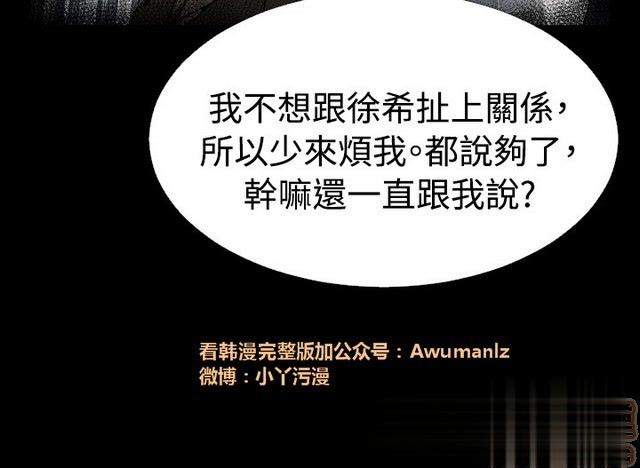 我不想跟徐希扯上關係，
所以少來煩我。都說夠了，
幹嘛還一直跟我說？
看韩漫完整版加公众号：Awumanlz
微博：小丫污漫